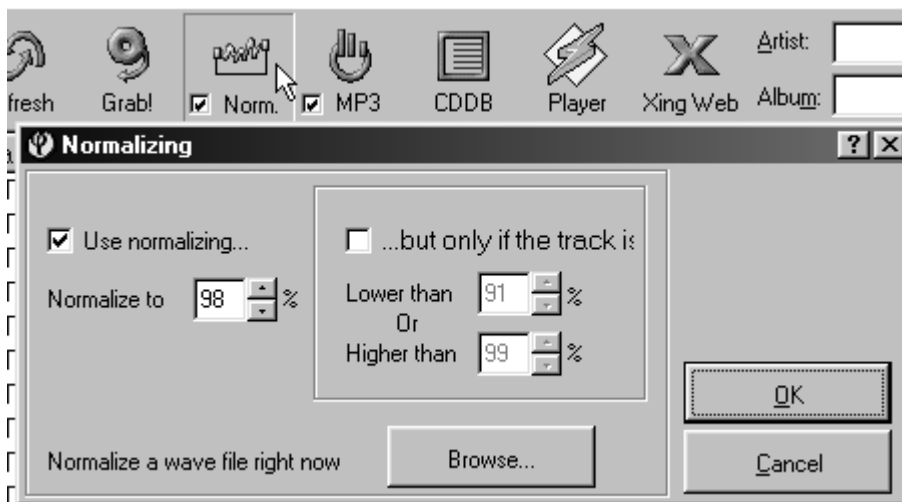 Artist:
fresh Grab! Norm. MP3 CDDB Player Xing Web Album:
Normalizing
Use normalizing...
...but only if the track is
Normalize to 98 %
Lower than 91 %
Or
Higher than 99 %
OK
Normalize a wave file right now Browse... Cancel